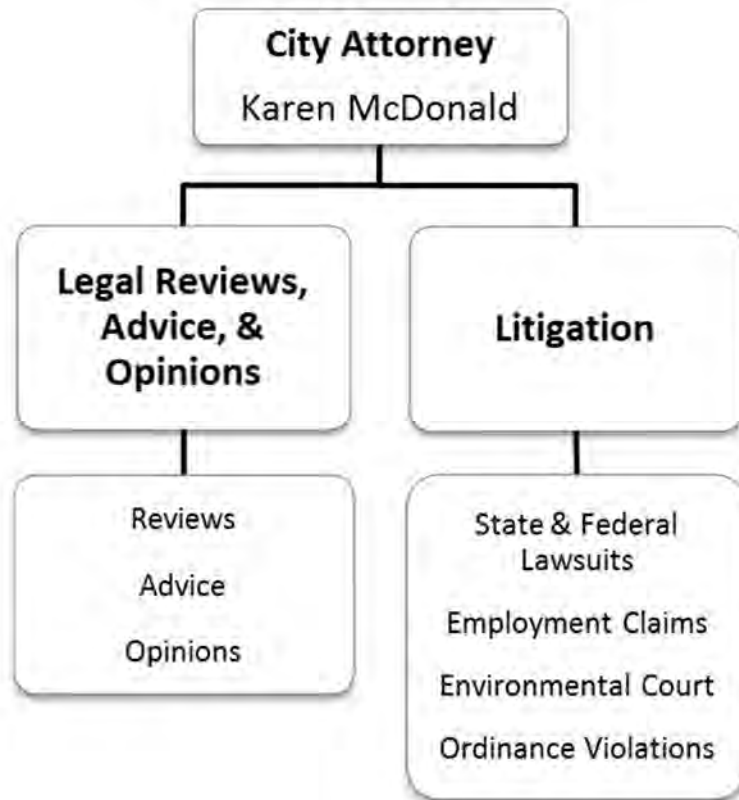 City Attorney
Karen McDonald
Legal Reviews,
Advice, &
Opinions
Litigation
Reviews
Advice
Opinions
State & Federal
Lawsuits
Employment Claims
Environmental Court
Ordinance Violations